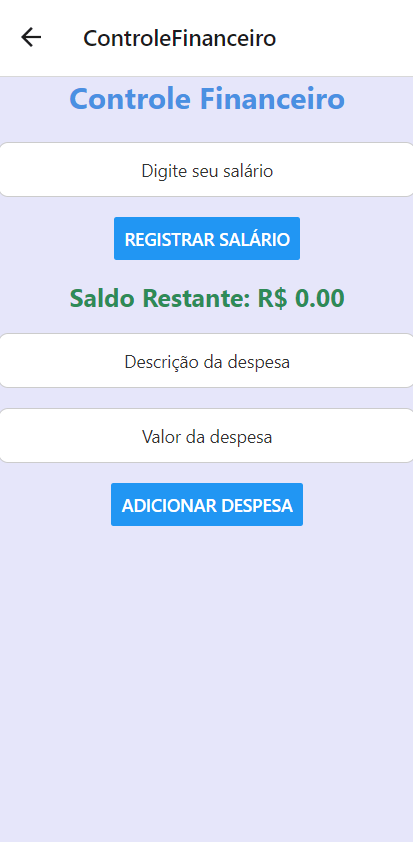 ControleFinanceiro
Controle Financeiro
Digite seu salário
REGISTRAR SALÁRIO
Saldo Restante: R$ 0.00
Descrição da despesa
Valor da despesa
ADICIONAR DESPESA